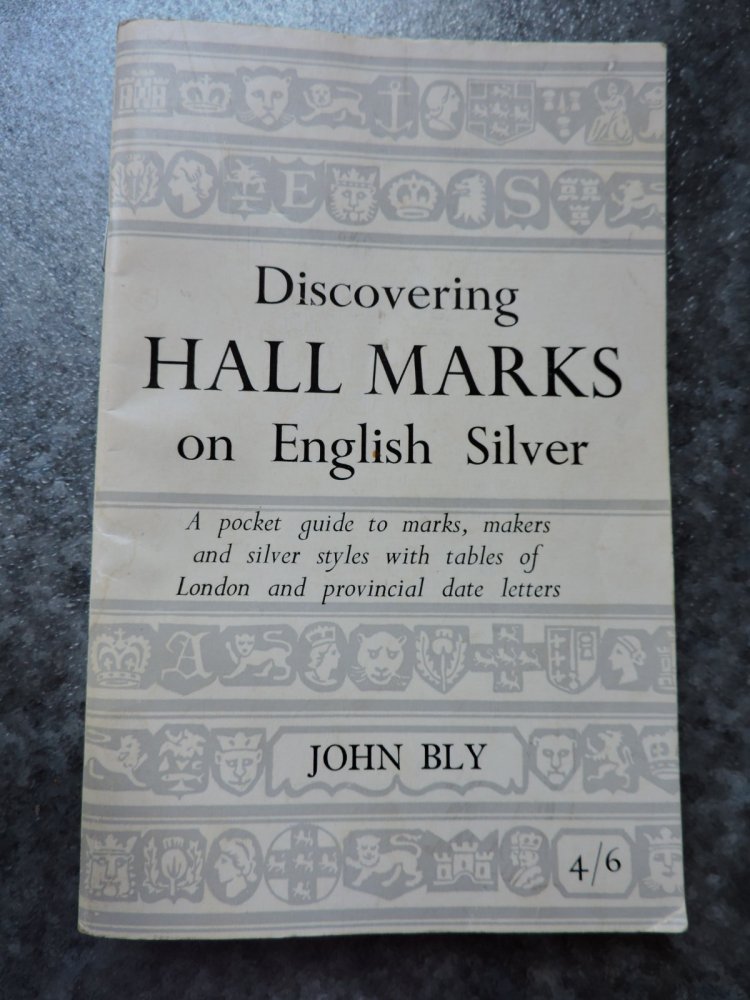 E S
Discovering
HALL MARKS
on English Silver
A pocket guide to marks, makers
and silver styles with tables of
London and provincial date letters
A
JOHN BLY
4/6